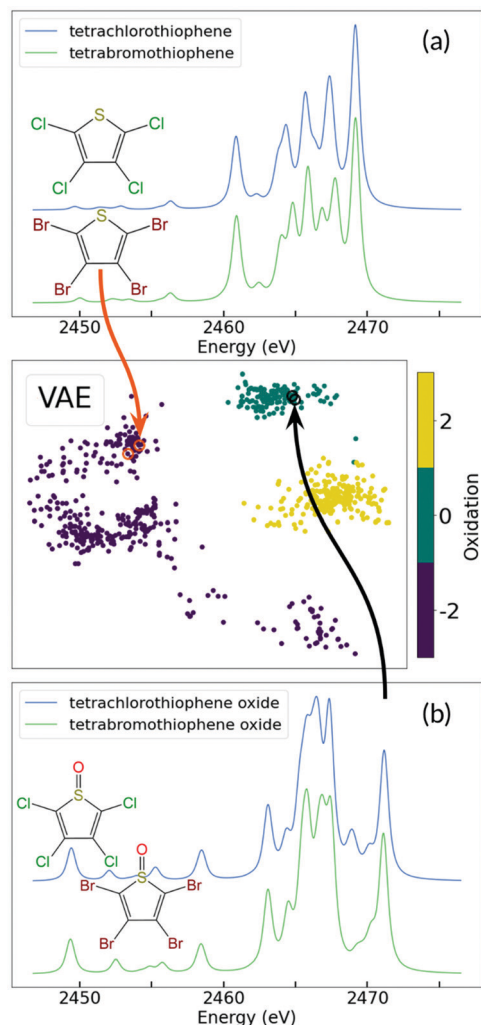 tetrachlorothiophene
tetrabromothiophene
(a)
S
Cl Cl
Cl Cl
S
Br Br
Br Br
2450 2460 2470
Energy (eV)
VAE
2
0
-2
Oxidation
tetrachlorothiophene oxide
tetrabromothiophene oxide
(b)
O
S
Cl Cl
Cl Cl
O
S
Br Br
Br Br
2450 2460 2470
Energy (eV)